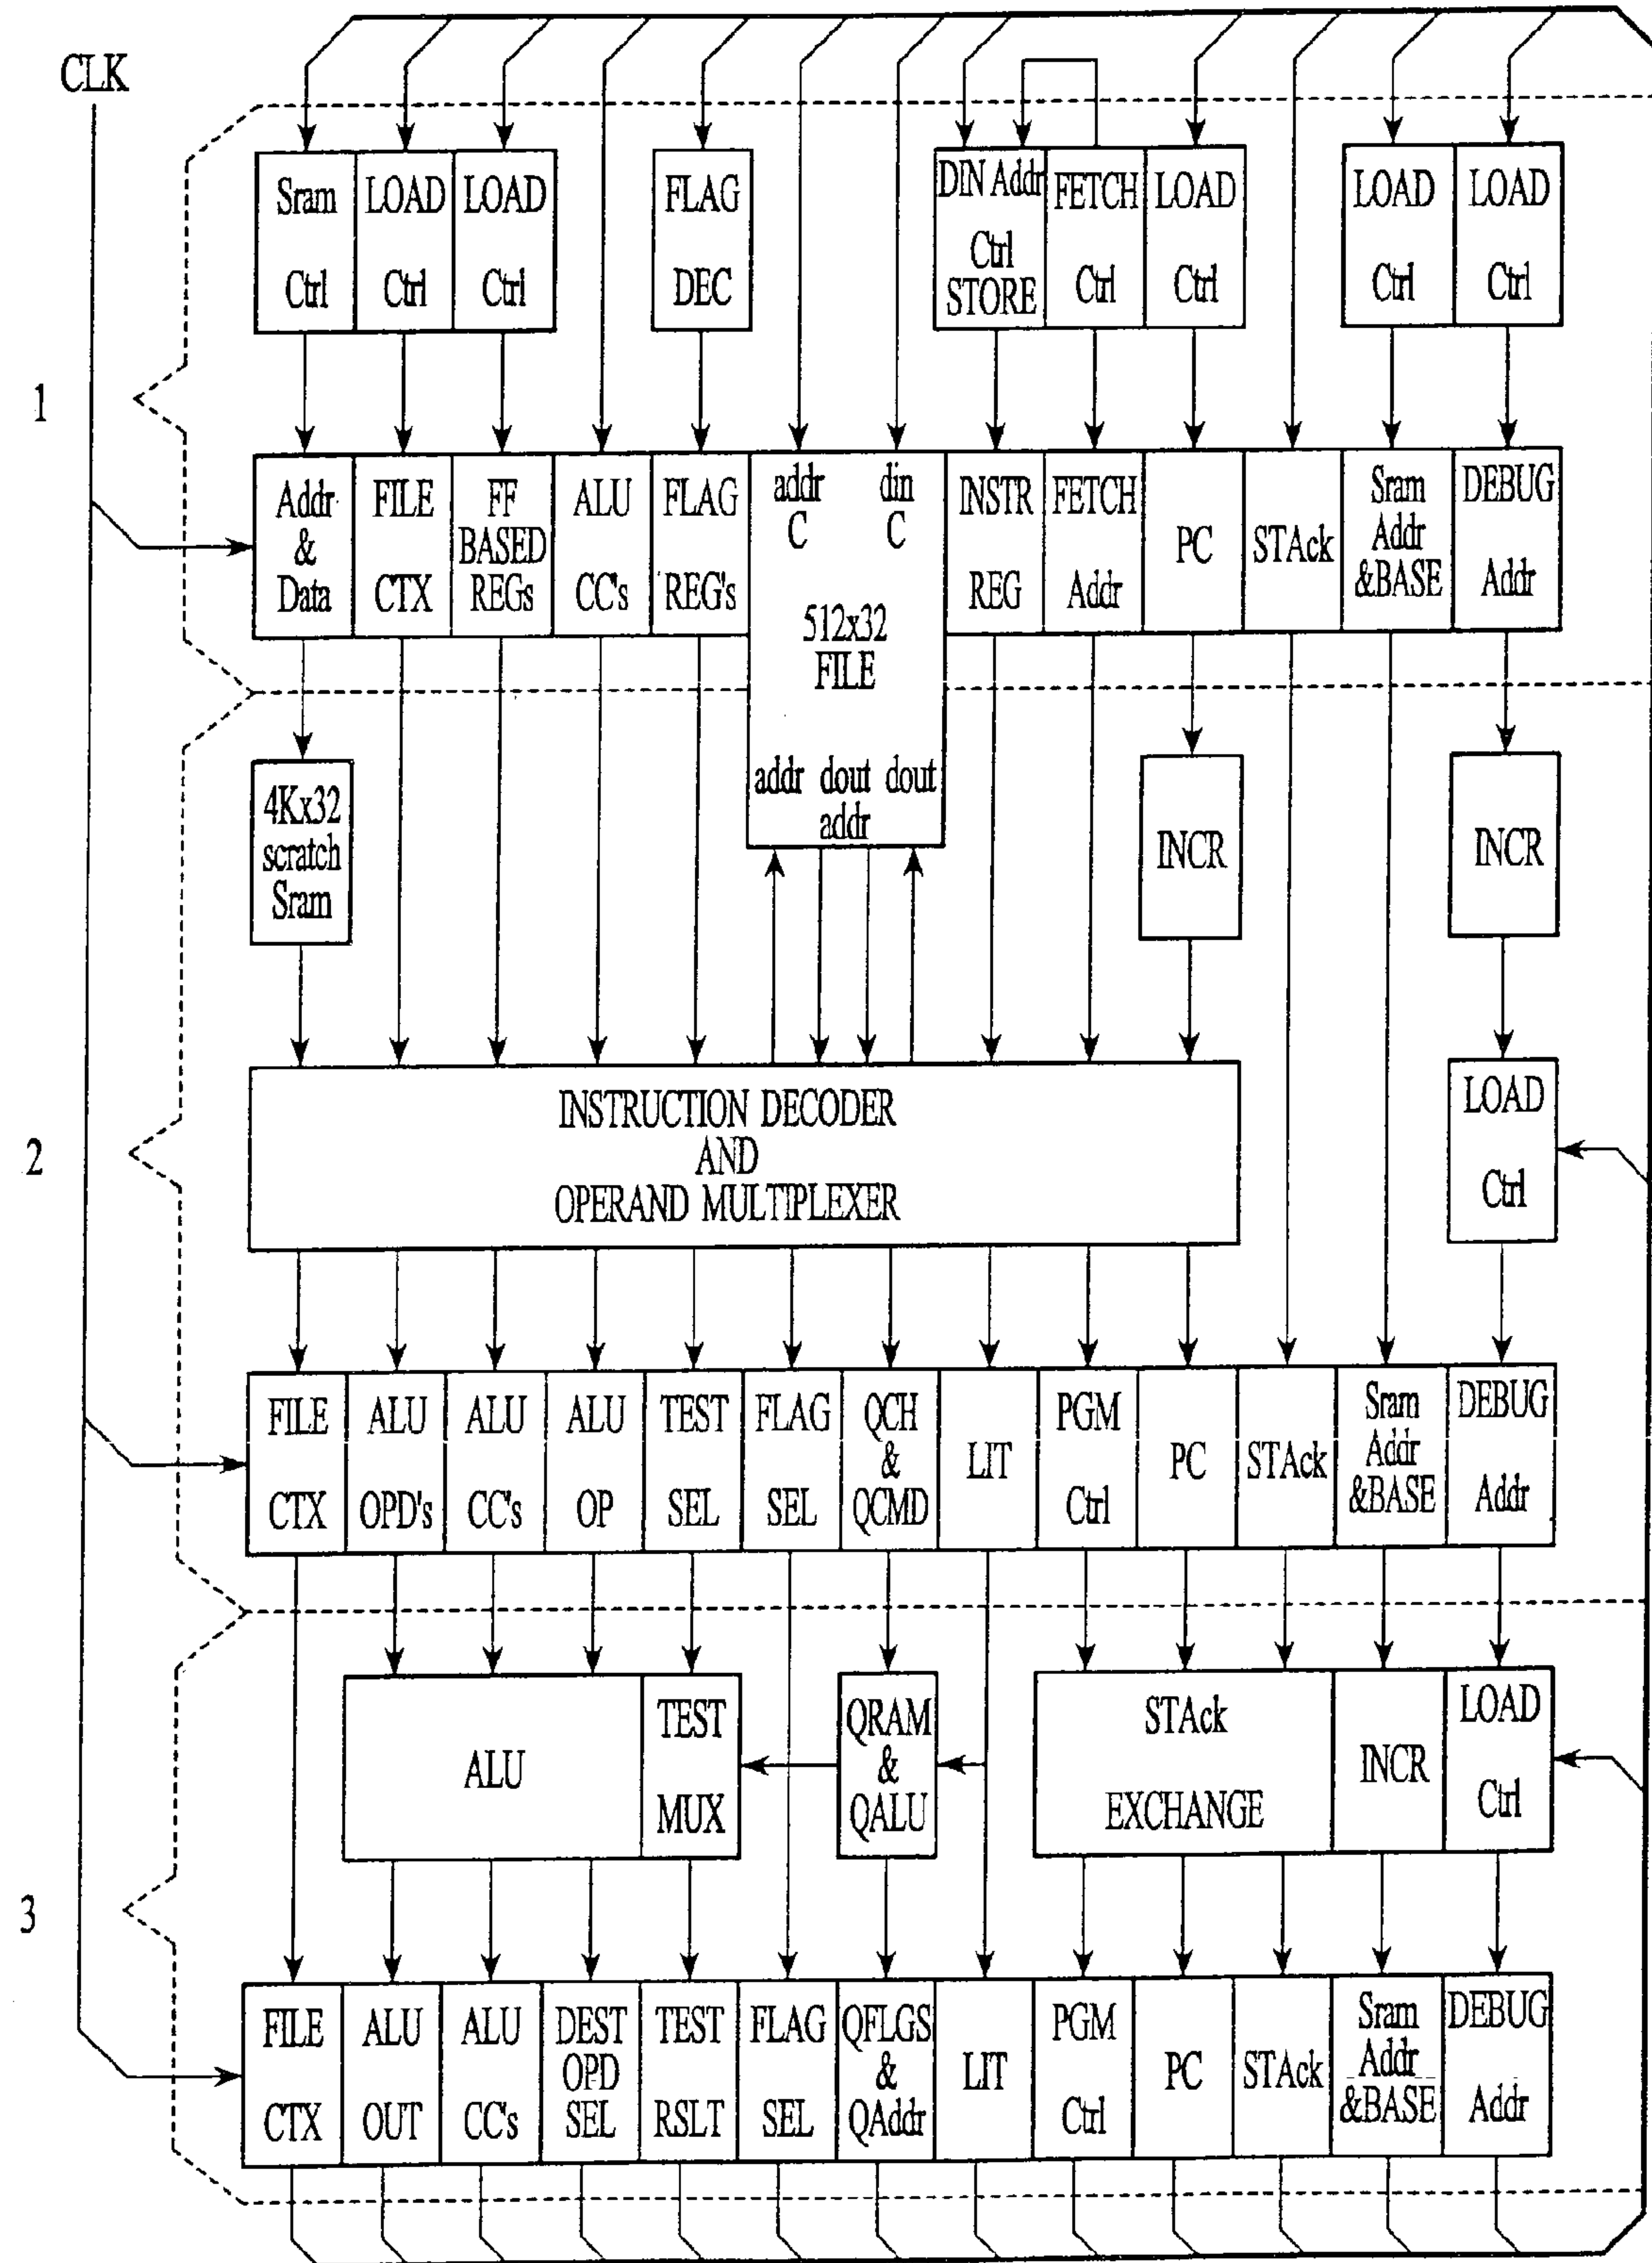 CLK
Sram
Ctrl
LOAD
Ctrl
LOAD
Ctrl
FLAG
DEC
DIN Addr
Ctrl
STORE
FETCH
Ctrl
LOAD
Ctrl
LOAD
Ctrl
LOAD
Ctrl
1
Addr
&
Data
FILE
CTX
FF
BASED
REGs
ALU
CC's
FLAG
REG's
addr
C
din
C
512x32
FILE
addr dout dout
addr
INSTR
REG
FETCH
Addr
PC
STAck
Sram
Addr
&BASE
DEBUG
Addr
4Kx32
scratch
Sram
INCR
INCR
2
INSTRUCTION DECODER
AND
OPERAND MULTIPLEXER
LOAD
Ctrl
FILE
CTX
ALU
OPD's
ALU
CC's
ALU
OP
TEST
SEL
FLAG
SEL
QCH
&
QCMD
LIT
PGM
Ctrl
PC
STAck
Sram
Addr
&BASE
DEBUG
Addr
3
ALU
TEST
MUX
QRAM
&
QALU
STAck
EXCHANGE
INCR
LOAD
Ctrl
FILE
CTX
ALU
OUT
ALU
CC's
DEST
OPD
SEL
TEST
RSLT
FLAG
SEL
QFLGS
&
QAddr
LIT
PGM
Ctrl
PC
STAck
Sram
Addr
&BASE
DEBUG
Addr